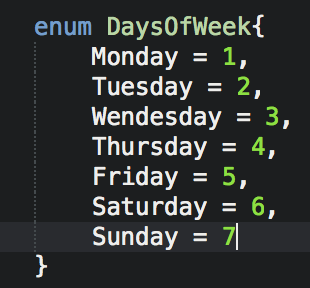 enum DaysOfWeek{
Monday = 1,
Tuesday = 2,
Wendesday = 3,
Thursday = 4,
Friday = 5,
Saturday = 6,
Sunday = 7
}